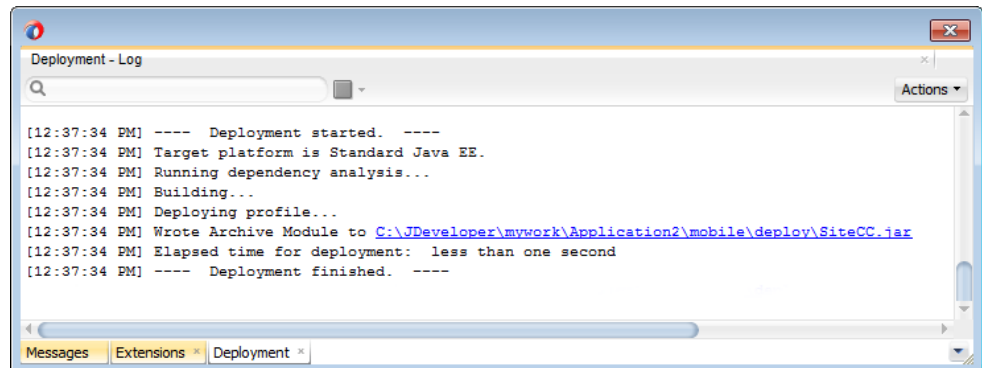 Deployment - Log
Actions
[12:37:34 PM] ----  Deployment started.  ----
[12:37:34 PM] Target platform is Standard Java EE.
[12:37:34 PM] Running dependency analysis...
[12:37:34 PM] Building...
[12:37:34 PM] Deploying profile...
[12:37:34 PM] Wrote Archive Module to C:\JDeveloper\mywork\Application2\mobile\deploy\SiteCC.jar
[12:37:34 PM] Elapsed time for deployment:  less than one second
[12:37:34 PM] ----  Deployment finished.  ----
Messages Extensions Deployment